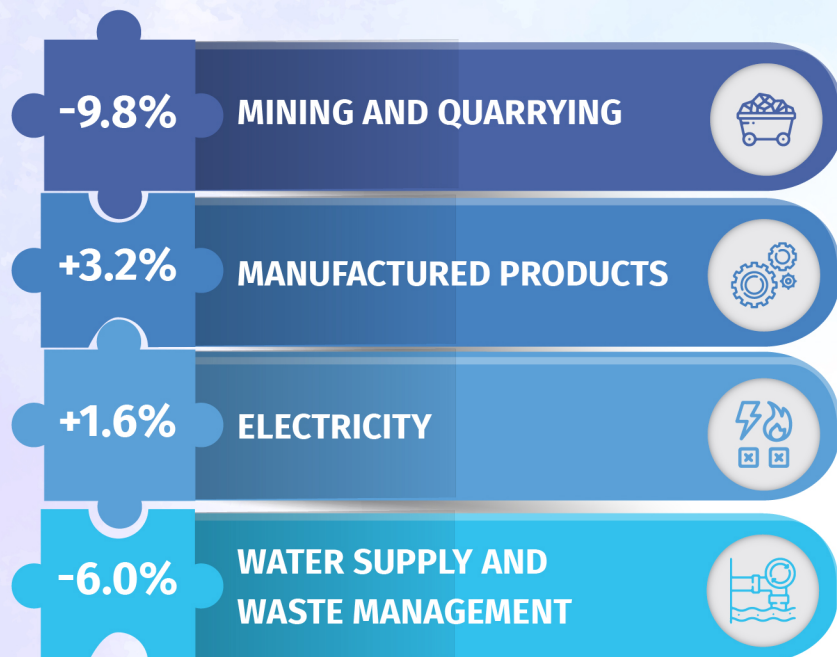 -9.8%
MINING AND QUARRYING
+3.2%
MANUFACTURED PRODUCTS
+1.6%
ELECTRICITY
-6.0%
WATER SUPPLY AND
WASTE MANAGEMENT